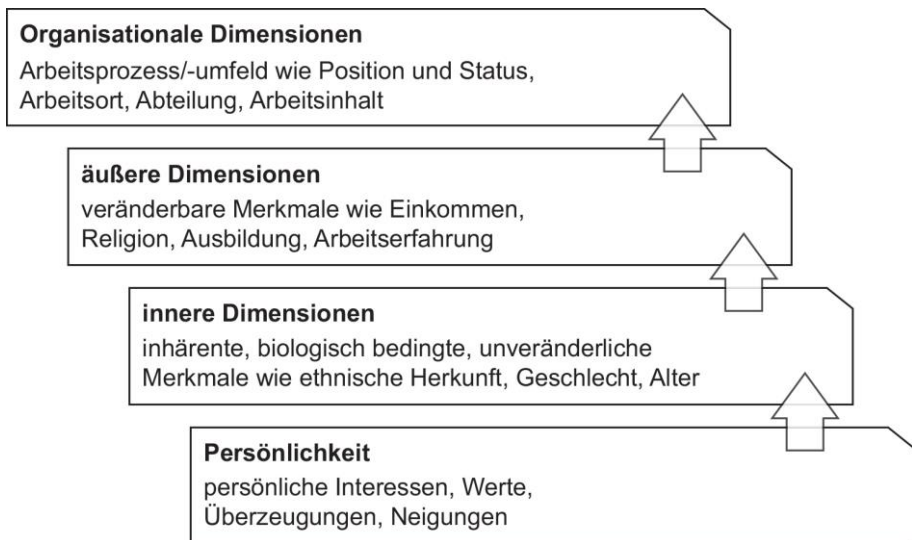 Organisationale Dimensionen
Arbeitsprozess/-umfeld wie Position und Status,
Arbeitsort, Abteilung, Arbeitsinhalt
äußere Dimensionen
veränderbare Merkmale wie Einkommen,
Religion, Ausbildung, Arbeitserfahrung
innere Dimensionen
inhärente, biologisch bedingte, unveränderliche
Merkmale wie ethnische Herkunft, Geschlecht, Alter
Persönlichkeit
persönliche Interessen, Werte,
Überzeugungen, Neigungen